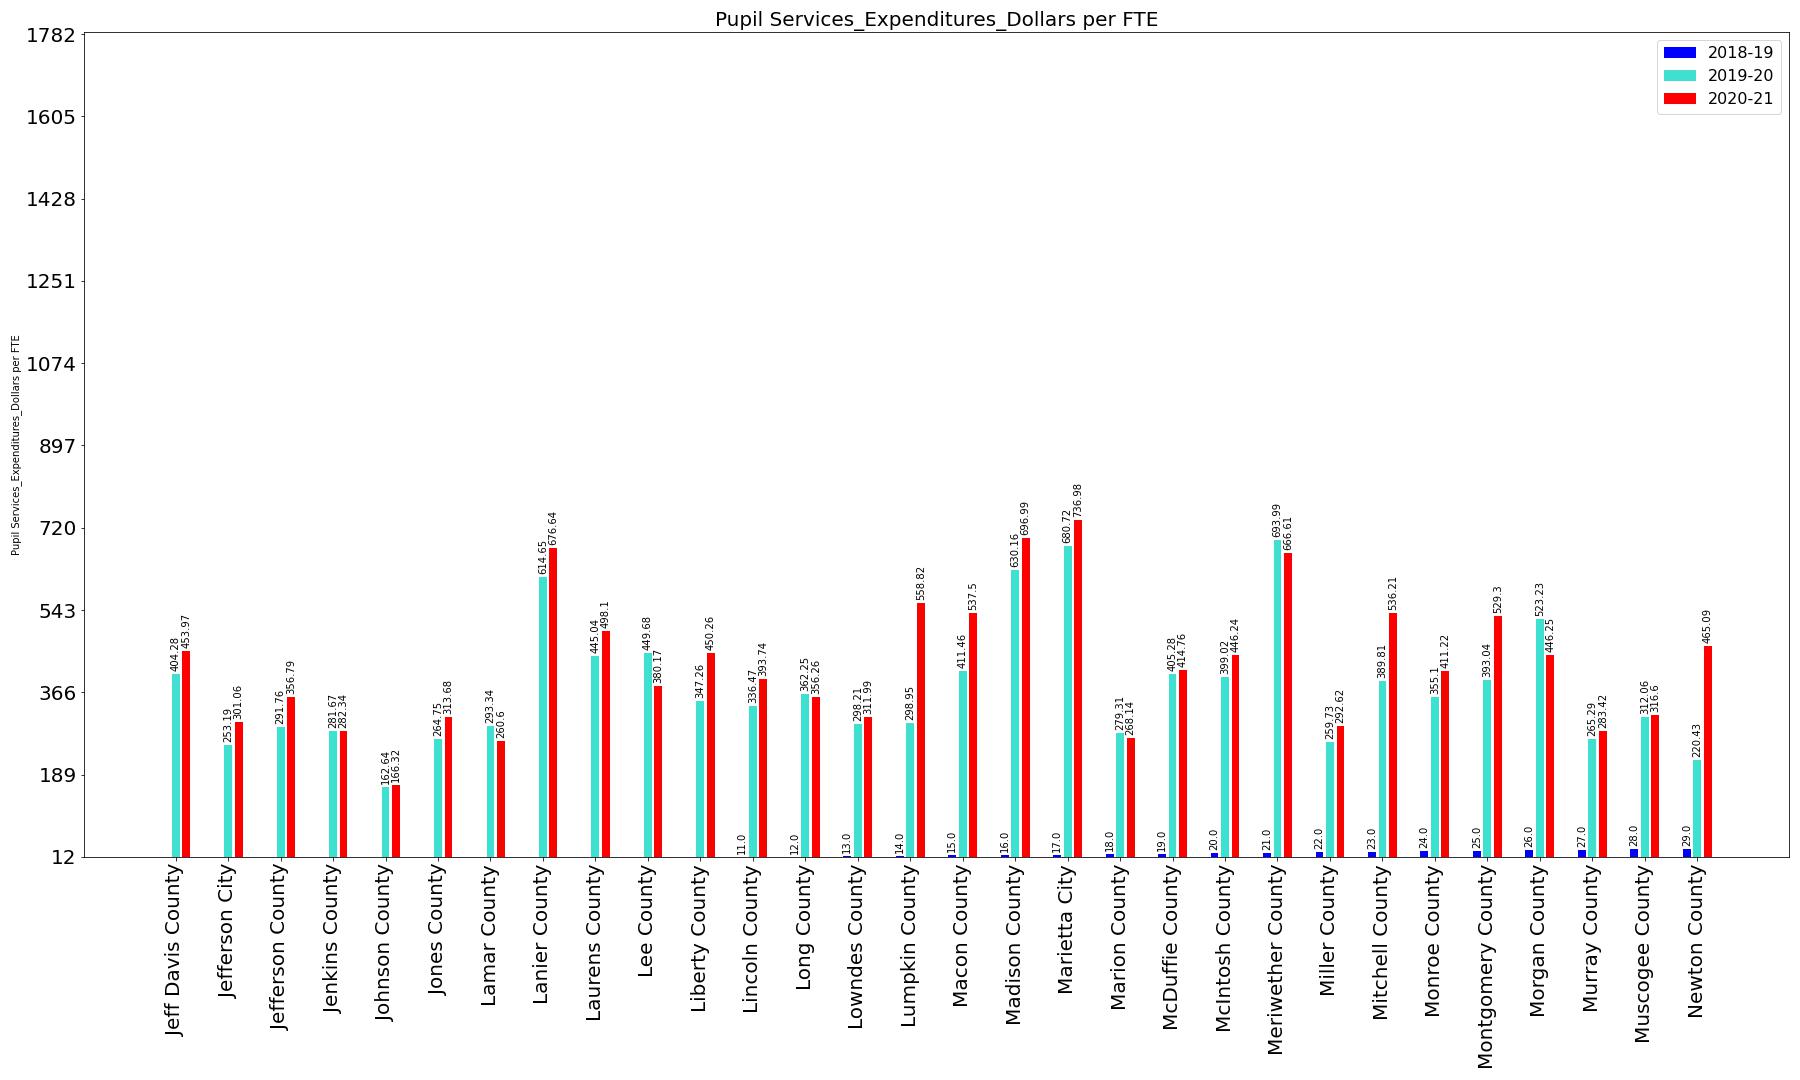 Pupil Services_Expenditures_Dollars per FTE
2018-19
2019-20
2020-21
Pupil Services_Expenditures_Dollars per FTE
1782
1605
1428
1251
1074
897
720
543
366
189
12
404.28 453.97
253.19 301.06
291.76 356.79
281.67 282.34
162.64 166.32
264.75 313.68
293.34 260.6
614.65 676.64
445.04 498.1
449.68 380.17
347.26 450.26
11.0 336.47 393.74
12.0 362.25 356.26
13.0 298.21 311.99
14.0 298.95 558.82
15.0 411.46 537.5
16.0 630.16 696.99
17.0 680.72 736.98
18.0 279.31 268.14
19.0 405.28 414.76
20.0 399.02 446.24
21.0 693.99 666.61
22.0 259.73 292.62
23.0 389.81 536.21
24.0 355.1 411.22
25.0 393.04 529.3
26.0 523.23 446.25
27.0 265.29 283.42
28.0 312.06 316.6
29.0 220.43 465.09
Jeff Davis County
Jefferson City
Jefferson County
Jenkins County
Johnson County
Jones County
Lamar County
Lanier County
Laurens County
Lee County
Liberty County
Lincoln County
Long County
Lowndes County
Lumpkin County
Macon County
Madison County
Marietta City
Marion County
McDuffie County
McIntosh County
Meriwether County
Miller County
Mitchell County
Monroe County
Montgomery County
Morgan County
Murray County
Muscogee County
Newton County